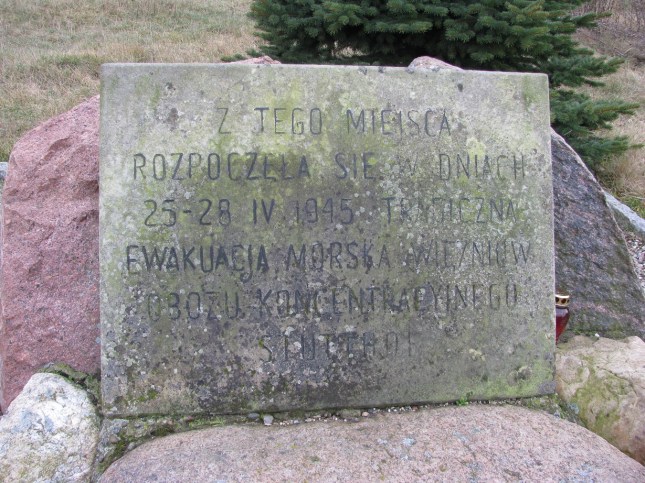 Z TEGO MIEJSCA
ROZPOCZĘŁA SIĘ W DNIACH
25-28 IV 1945 TRAGICZNA
EWAKUACJA MORSKA WIĘŹNIÓW
OBOZU KONCENTRACYJNEGO
STUTTHOF